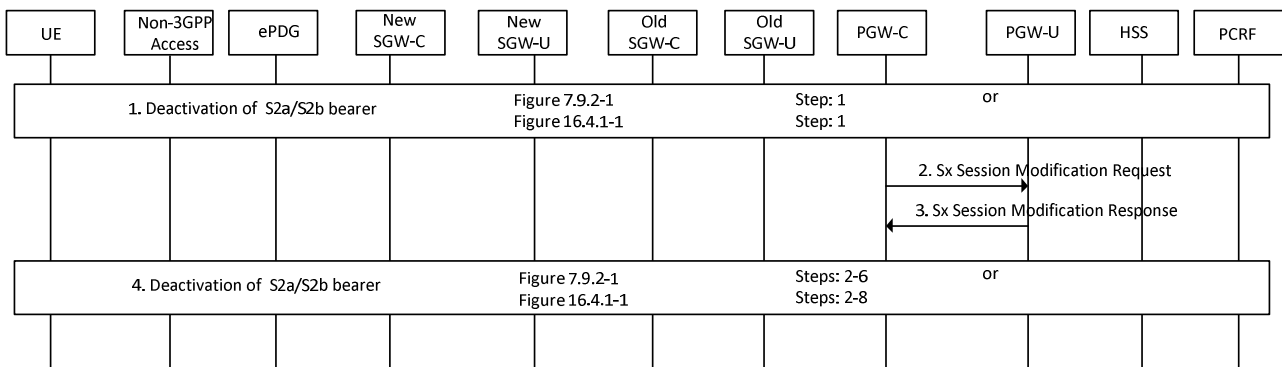 UE
Non-3GPP
Access
ePDG
New
SGW-C
New
SGW-U
Old
SGW-C
Old
SGW-U
PGW-C
PGW-U
HSS
PCRF
1. Deactivation of S2a/S2b bearer
Figure 7.9.2-1 Step: 1 or
Figure 16.4.1-1 Step: 1
2. Sx Session Modification Request
3. Sx Session Modification Response
4. Deactivation of S2a/S2b bearer
Figure 7.9.2-1 Steps: 2-6 or
Figure 16.4.1-1 Steps: 2-8